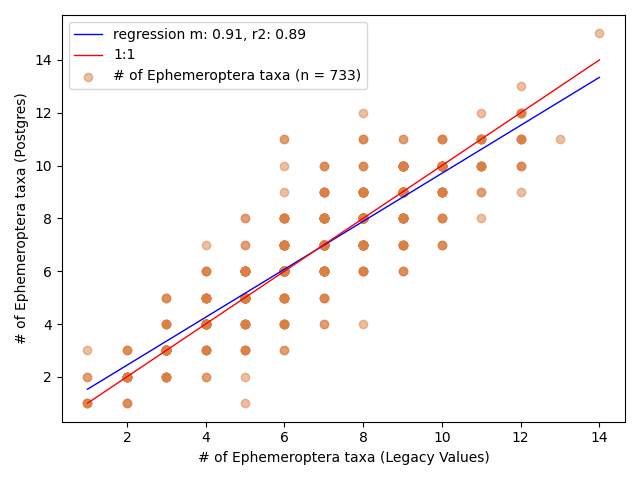 regression m: 0.91, r2: 0.89
1:1
# of Ephemeroptera taxa (n = 733)
# of Ephemeroptera taxa (Postgres)
14
12
10
8
6
4
2
2 4 6 8 10 12 14
# of Ephemeroptera taxa (Legacy Values)